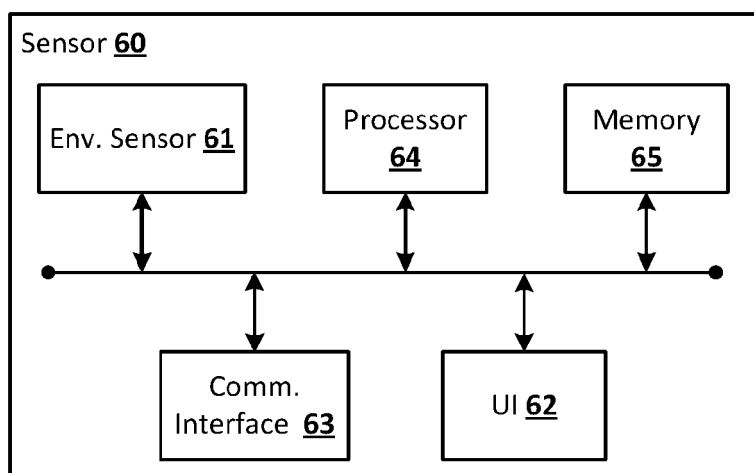 Sensor 60
Env. Sensor 61
Processor
64
Memory
65
Comm.
Interface 63
UI 62